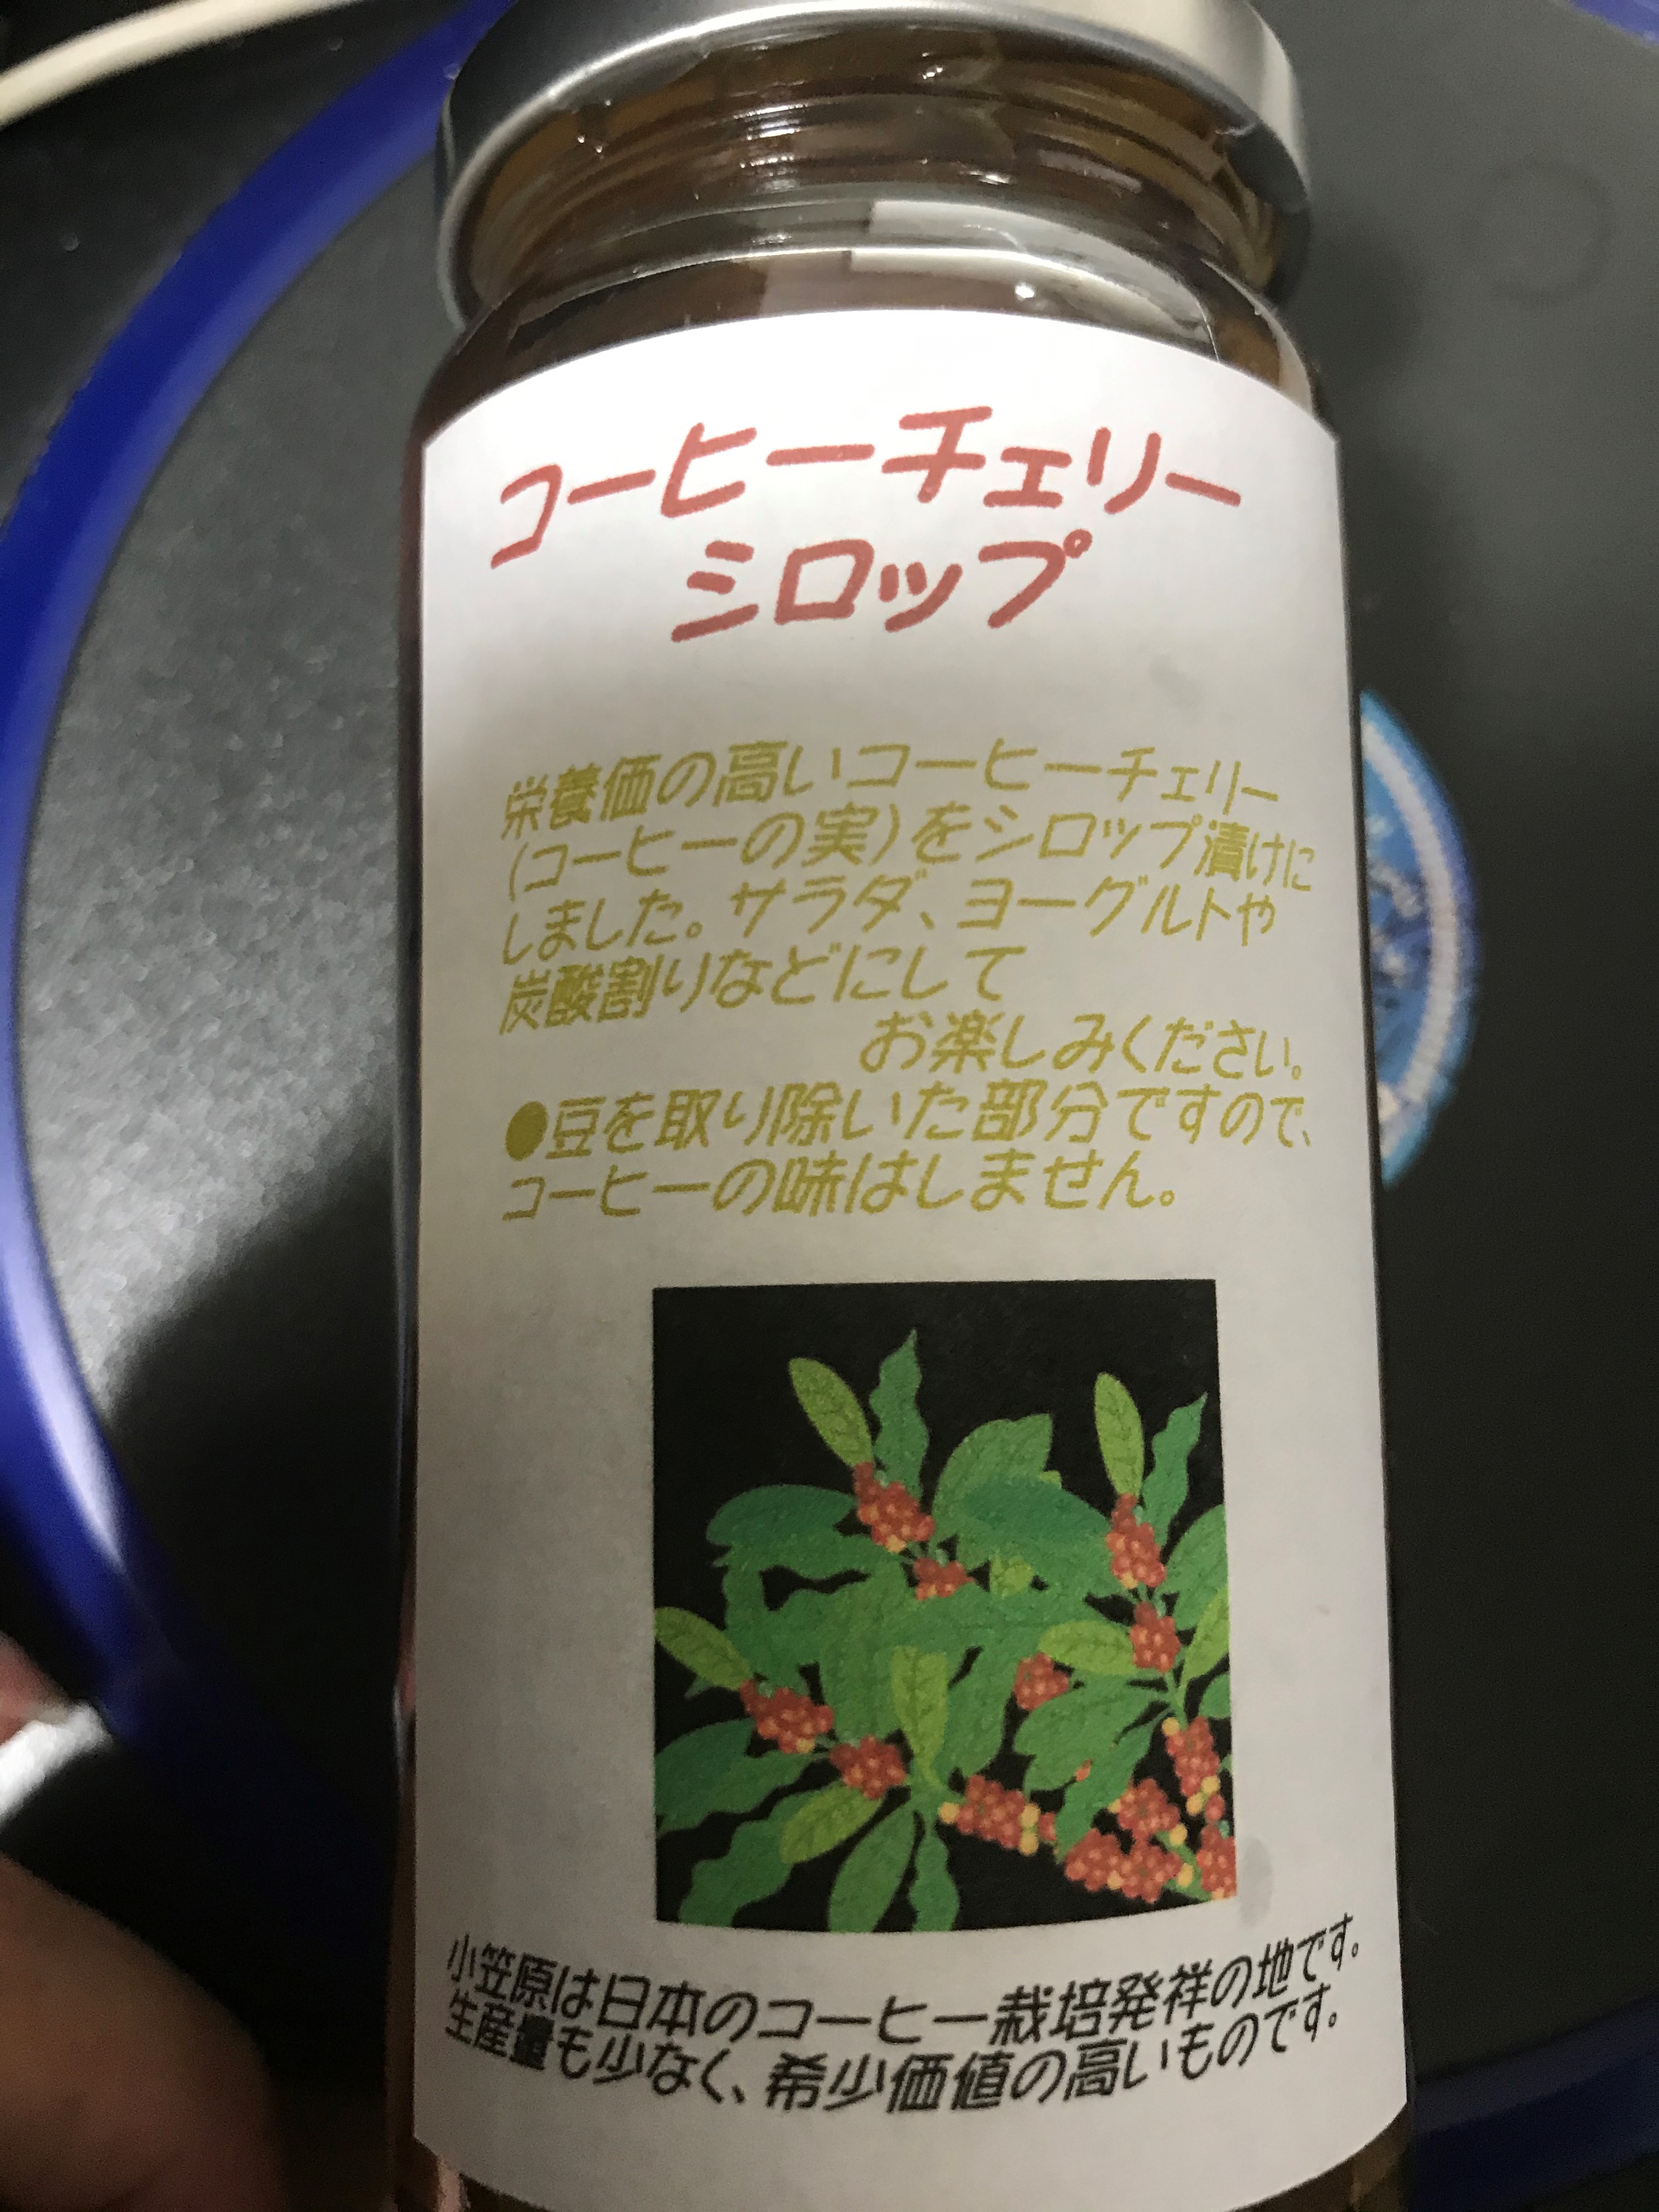 コーヒーチェリー
シロップ
栄養価の高いコーヒーチェリー
(コーヒーの実)をシロップ漬けに
しました。サラダ、ヨーグルトや
炭酸割りなどにして
お楽しみください。
●豆を取り除いた部分ですので、
コーヒーの味はしません。
小笠原は日本のコーヒー栽培発祥の地です。
生産量も少なく、希少価値の高いものです。